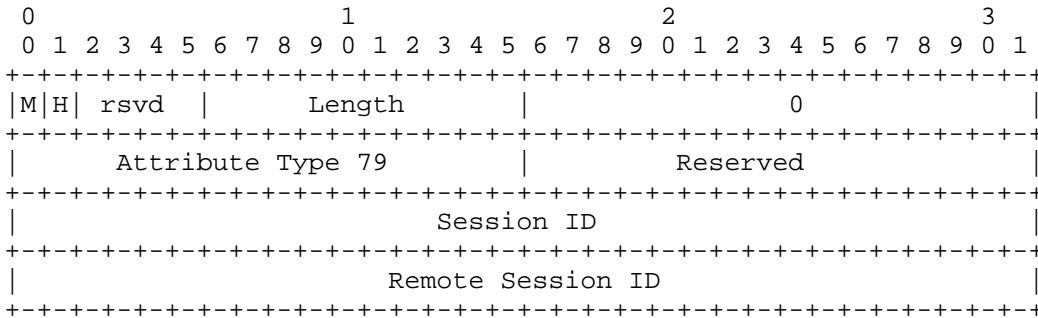 0                   1                   2                   3
 0 1 2 3 4 5 6 7 8 9 0 1 2 3 4 5 6 7 8 9 0 1 2 3 4 5 6 7 8 9 0 1
+-+-+-+-+-+-+-+-+-+-+-+-+-+-+-+-+-+-+-+-+-+-+-+-+-+-+-+-+-+-+-+-+
|M|H| rsvd  |      Length       |                0              |
+-+-+-+-+-+-+-+-+-+-+-+-+-+-+-+-+-+-+-+-+-+-+-+-+-+-+-+-+-+-+-+-+
|      Attribute Type 79        |         Reserved              |
+-+-+-+-+-+-+-+-+-+-+-+-+-+-+-+-+-+-+-+-+-+-+-+-+-+-+-+-+-+-+-+-+
|                          Session ID                           |
+-+-+-+-+-+-+-+-+-+-+-+-+-+-+-+-+-+-+-+-+-+-+-+-+-+-+-+-+-+-+-+-+
|                       Remote Session ID                       |
+-+-+-+-+-+-+-+-+-+-+-+-+-+-+-+-+-+-+-+-+-+-+-+-+-+-+-+-+-+-+-+-+